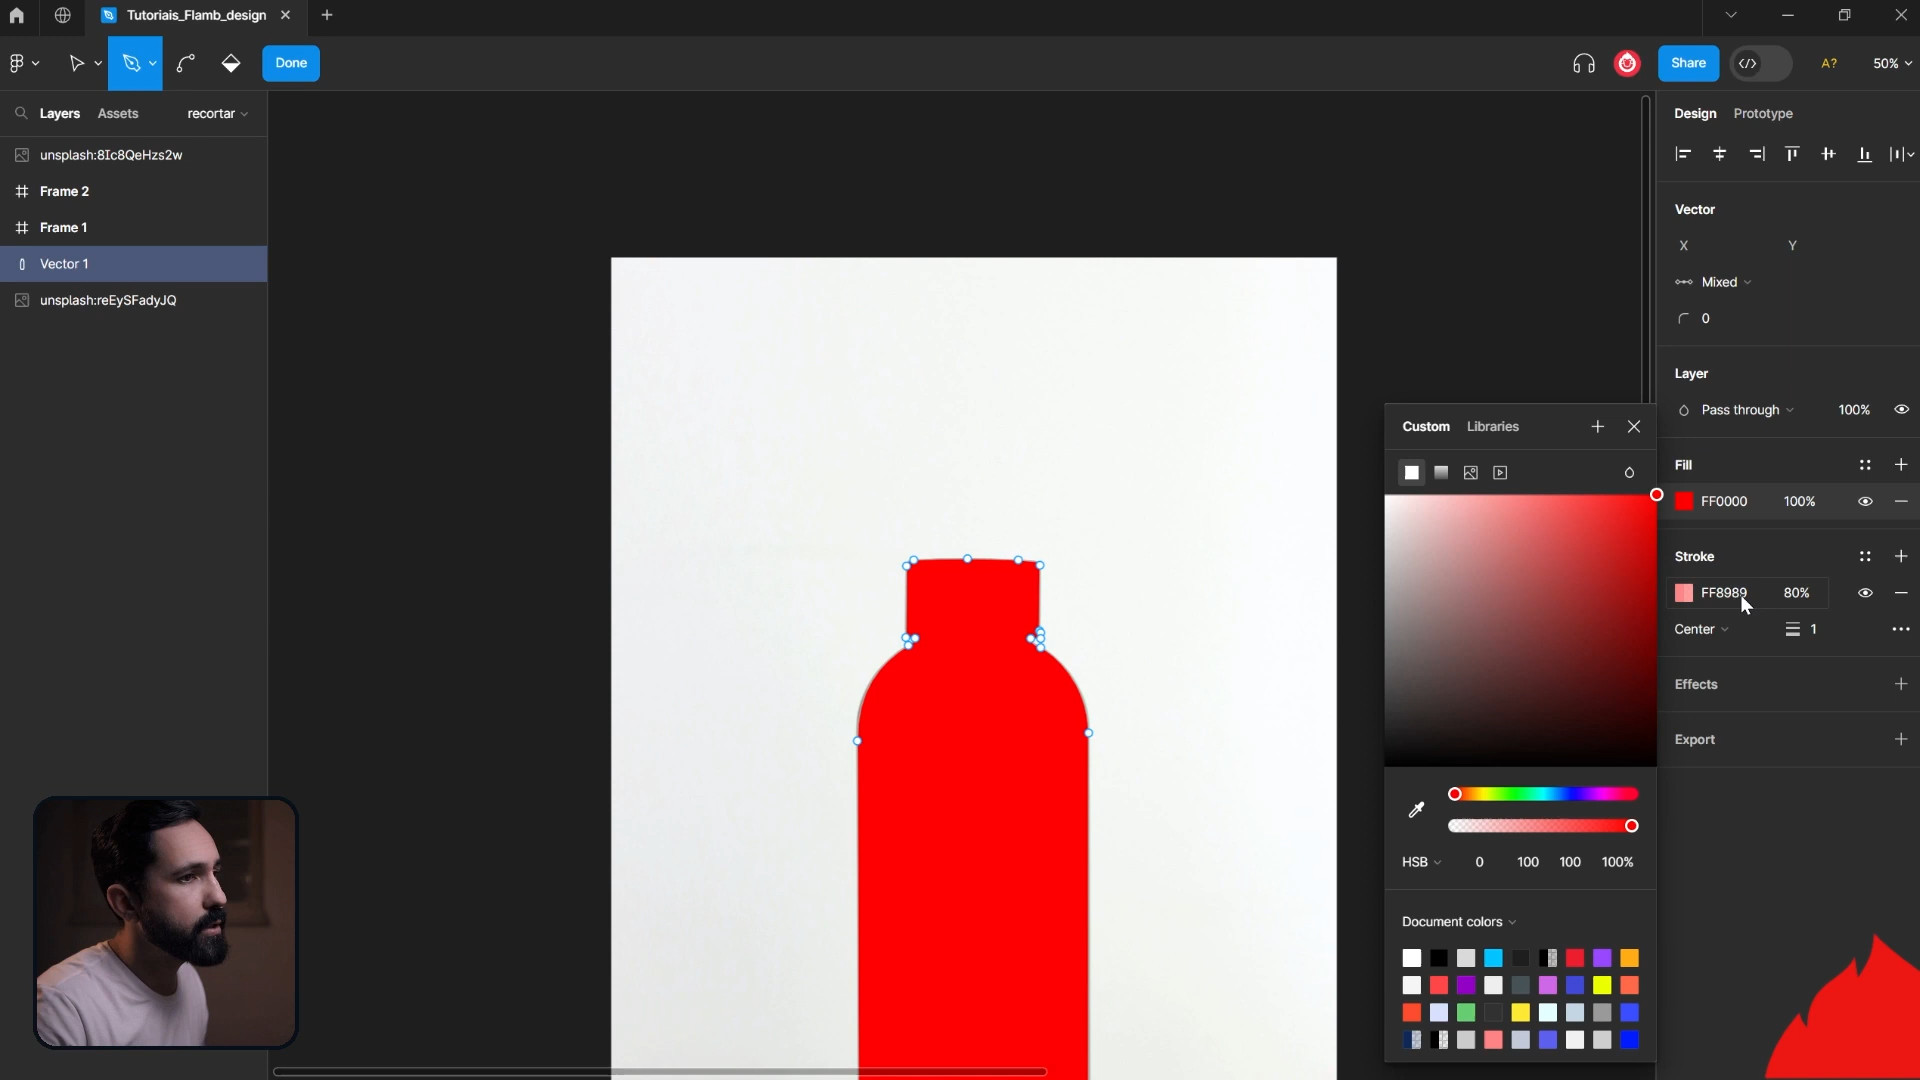 Tutoriais_Flamb_design
Done
Share
A?
50%
Layers
Assets
recortar
Design
Prototype
unsplash:8Ic8QeHzs2w
Frame 2
Frame 1
Vector 1
unsplash:reEySFadyJQ
Vector
X
Y
Mixed
0
Layer
Pass through
100%
Custom
Libraries
Fill
FF0000
100%
Stroke
FF8989
80%
Center
1
Effects
Export
HSB
0
100
100
100%
Document colors